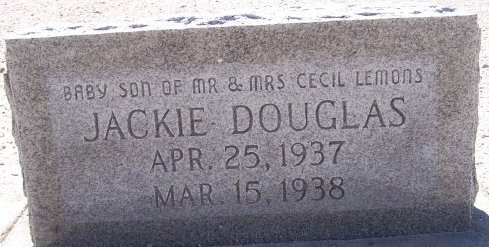 BABY SON OF MR. & MRS CECIL LEMONS
JACKIE DOUGLAS
APR. 25, 1937
MAR. 15, 1938